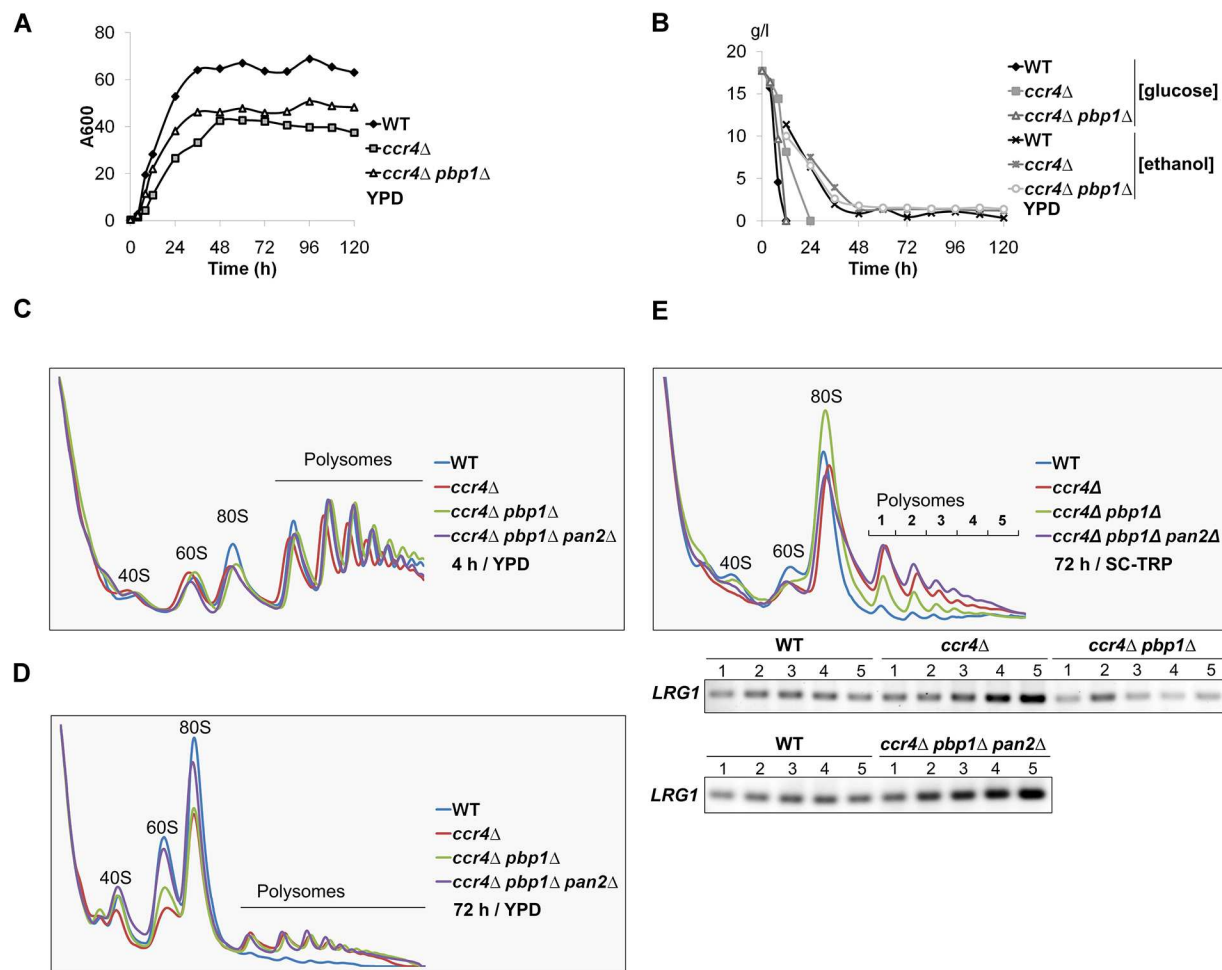 A
80
60
40
20
0
A600
0 24 48 72 96 120
Time (h)
WT
ccr4Δ
ccr4Δ pbp1Δ
YPD
B
g/l
20
15
10
5
0
0 24 48 72 96 120
Time (h)
WT
ccr4Δ
ccr4Δ pbp1Δ
[glucose]
WT
ccr4Δ
ccr4Δ pbp1Δ
[ethanol]
YPD
C
40S
60S
80S
Polysomes
WT
ccr4Δ
ccr4Δ pbp1Δ
ccr4Δ pbp1Δ pan2Δ
4 h / YPD
D
40S
60S
80S
Polysomes
WT
ccr4Δ
ccr4Δ pbp1Δ
ccr4Δ pbp1Δ pan2Δ
72 h / YPD
E
40S
60S
80S
Polysomes
1 2 3 4 5
WT
ccr4Δ
ccr4Δ pbp1Δ
ccr4Δ pbp1Δ pan2Δ
72 h / SC-TRP
WT ccr4Δ ccr4Δ pbp1Δ
1 2 3 4 5 1 2 3 4 5 1 2 3 4 5
LRG1
WT ccr4Δ pbp1Δ pan2Δ
1 2 3 4 5 1 2 3 4 5
LRG1